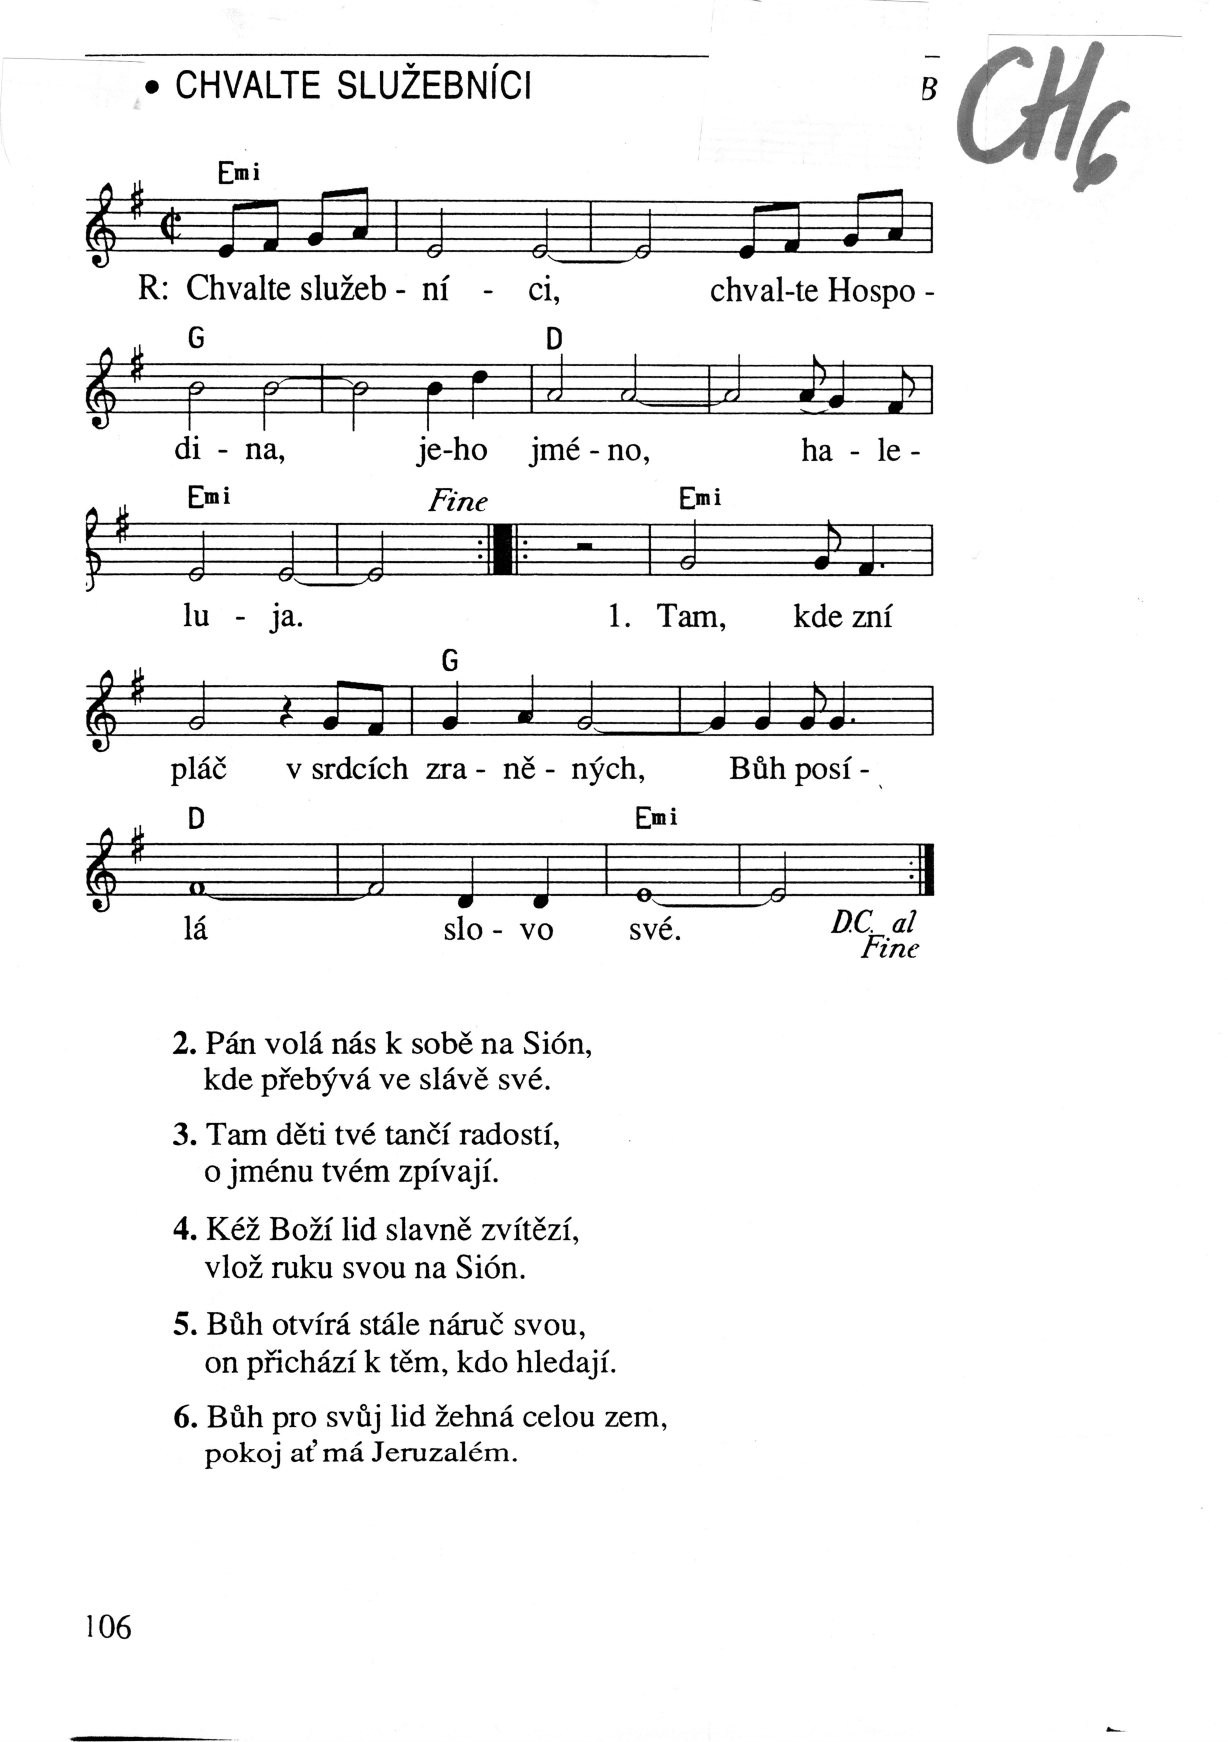 • CHVALTE SLUŽEBNÍCI B CH6
Emi
R: Chvalte služeb - ní - ci, chval-te Hospo -
G D
di - na, je-ho jmé - no, ha - le -
Emi Fine Emi
lu - ja. 1. Tam, kde zní
G
pláč v srdcích zra - ně - ných, Bůh posí -
D Emi
lá slo - vo své. D.C. al
Fine
2. Pán volá nás k sobě na Sión,
kde přebývá ve slávě své.
3. Tam děti tvé tančí radostí,
o jménu tvém zpívají.
4. Kéž Boží lid slavně zvítězí,
vlož ruku svou na Sión.
5. Bůh otvírá stále náruč svou,
on přichází k těm, kdo hledají.
6. Bůh pro svůj lid žehná celou zem,
pokoj ať má Jeruzalém.
106